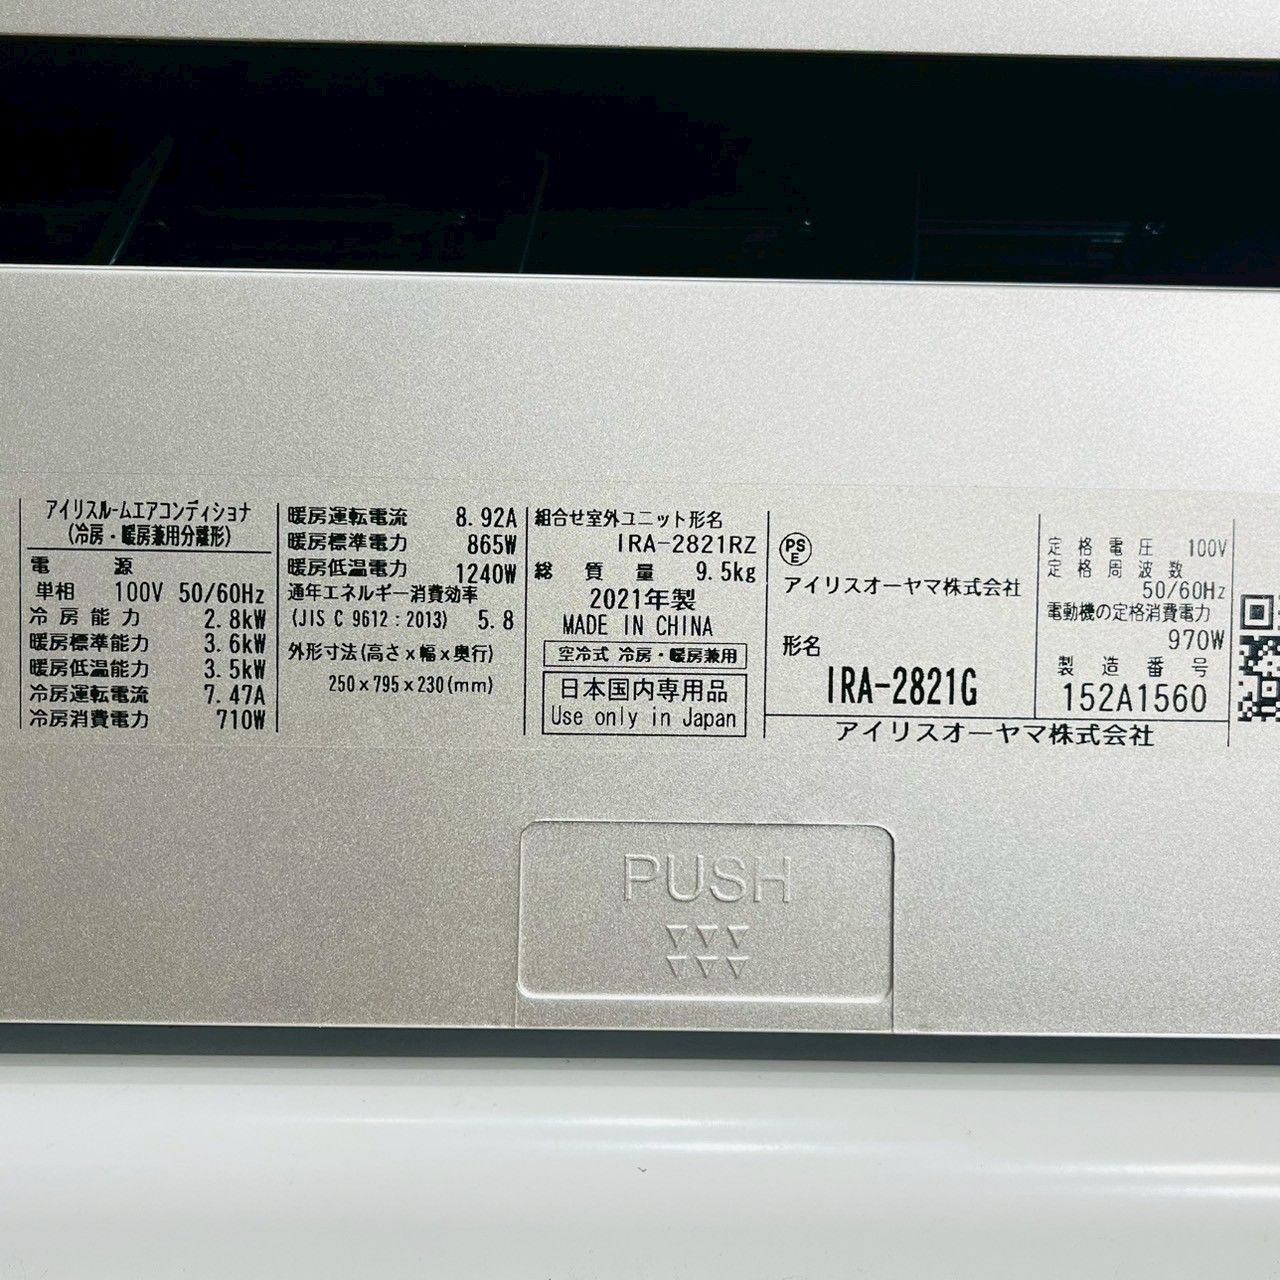 アイリスルームエアコンディショナ
(冷房・暖房兼用分離形)
電源
単相 100V 50/60Hz
冷房能力 2.8kW
暖房標準能力 3.6kW
暖房低温能力 3.5kW
冷房運転電流 7.47A
冷房消費電力 710W
暖房運転電流 8.92A
暖房標準電力 865W
暖房低温電力 1240W
通年エネルギー消費効率
(JIS C 9612：2013) 5.8
外形寸法(高さx幅x奥行)
250x795x230(mm)
組合せ室外ユニット形名
IRA-2821RZ
総質量 9.5kg
2021年製
MADE IN CHINA
空冷式 冷房・暖房兼用
日本国内専用品
Use only in Japan
PS
E
アイリスオーヤマ株式会社
形名
IRA-2821G
定格電圧 100V
定格周波数
50/60Hz
電動機の定格消費電力
970W
製造番号
152A1560
アイリスオーヤマ株式会社
PUSH